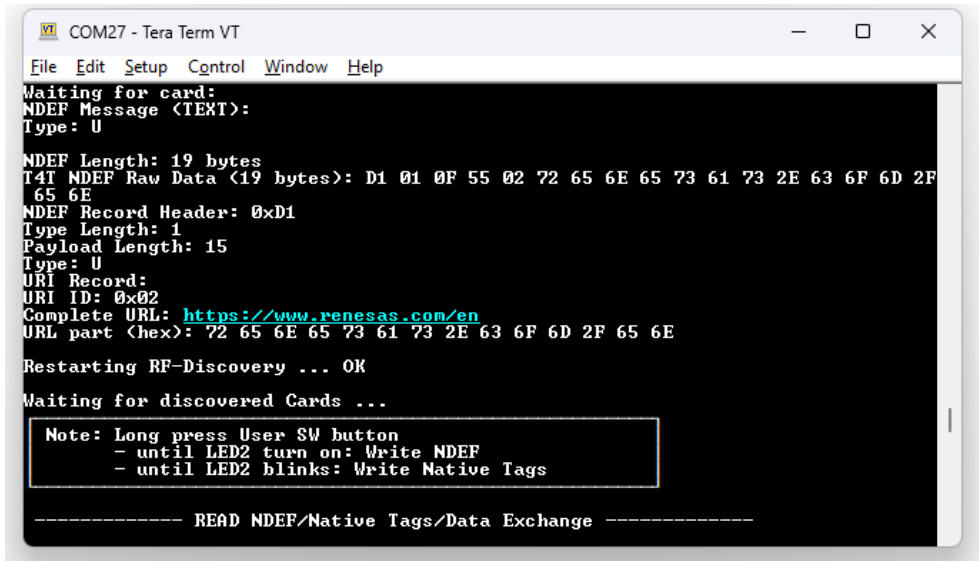 COM27 - Tera Term VT
File Edit Setup Control Window Help
Waiting for card:
NDEF Message (TEXT):
Type: U
NDEF Length: 19 bytes
T4T NDEF Raw Data (19 bytes): D1 01 0F 55 02 72 65 6E 65 73 61 73 2E 63 6F 6D 2F
65 6E
NDEF Record Header: 0xD1
Type Length: 1
Payload Length: 15
Type: U
URI Record:
URI ID: 0x02
Complete URL: https://www.renesas.com/en
URL part (hex): 72 65 6E 65 73 61 73 2E 63 6F 6D 2F 65 6E
Restarting RF-Discovery ... OK
Waiting for discovered Cards ...
Note: Long press User SW button
- until LED2 turn on: Write NDEF
- until LED2 blinks: Write Native Tags
------------- READ NDEF/Native Tags/Data Exchange -------------